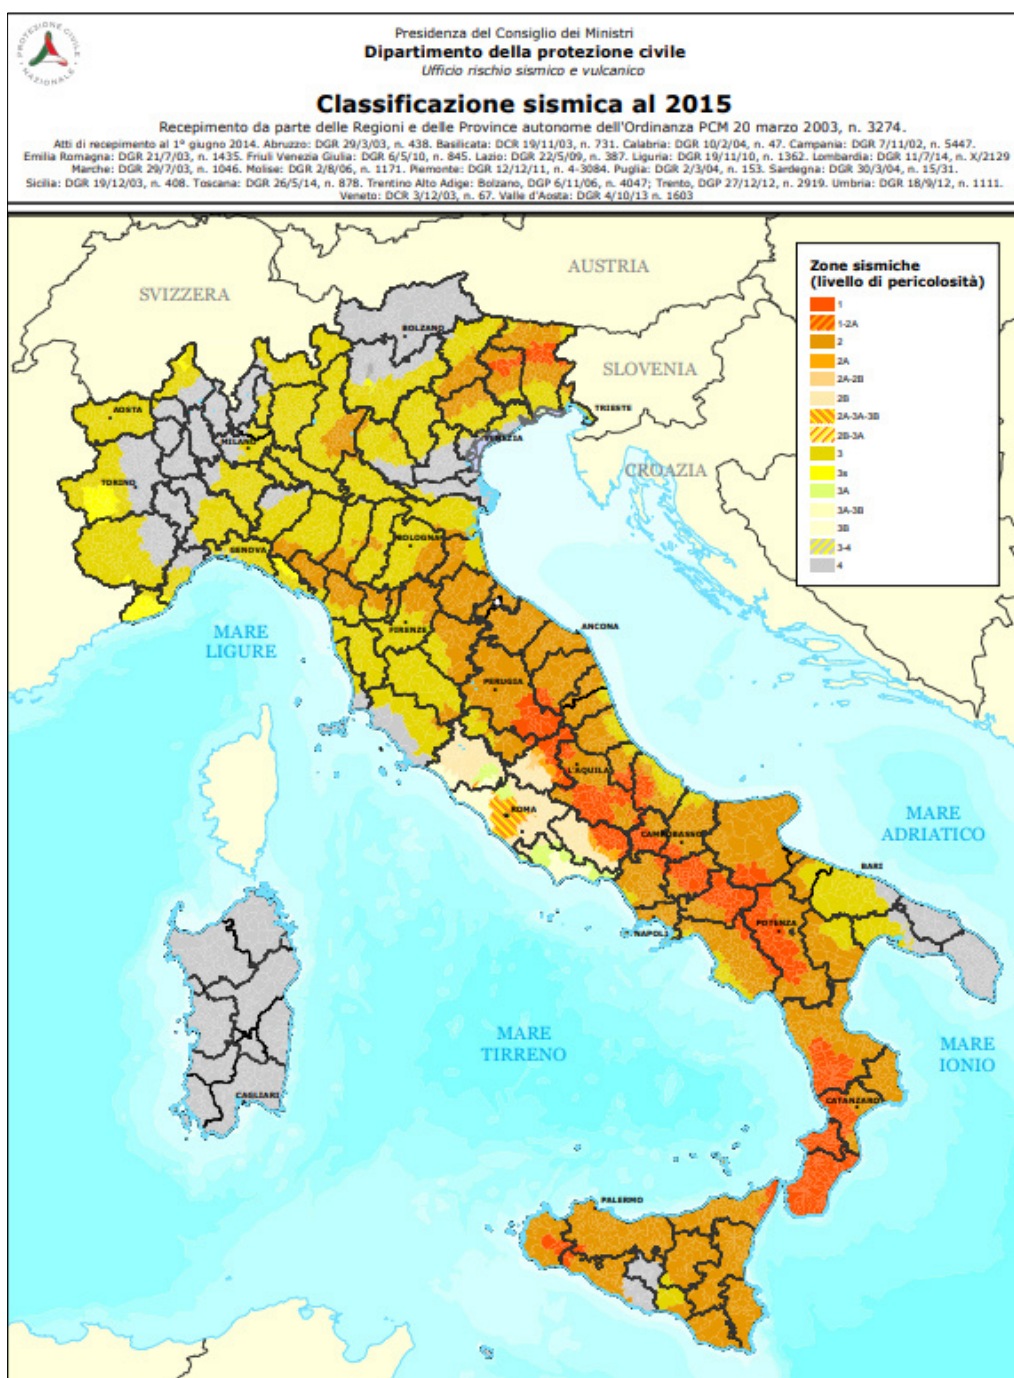 PROTEZIONE CIVILE
NAZIONALE
Presidenza del Consiglio dei Ministri
Dipartimento della protezione civile
Ufficio rischio sismico e vulcanico
Classificazione sismica al 2015
Recepimento da parte delle Regioni e delle Province autonome dell'Ordinanza PCM 20 marzo 2003, n. 3274.
Atti di recepimento al 1° giugno 2014. Abruzzo: DGR 29/3/03, n. 438. Basilicata: DCR 19/11/03, n. 731. Calabria: DGR 10/2/04, n. 47. Campania: DGR 7/11/02, n. 5447.
Emilia Romagna: DGR 21/7/03, n. 1435. Friuli Venezia Giulia: DGR 6/5/10, n. 845. Lazio: DGR 22/5/09, n. 387. Liguria: DGR 19/11/10, n. 1362. Lombardia: DGR 11/7/14, n. X/2129
Marche: DGR 29/7/03, n. 1046. Molise: DGR 2/8/06, n. 1171. Piemonte: DGR 12/12/11, n. 4-3084. Puglia: DGR 2/3/04, n. 153. Sardegna: DGR 30/3/04, n. 15/31.
Sicilia: DGR 19/12/03, n. 408. Toscana: DGR 26/5/14, n. 878. Trentino Alto Adige: Bolzano, DGP 6/11/06, n. 4047; Trento, DGP 27/12/12, n. 2919. Umbria: DGR 18/9/12, n. 1111.
Veneto: DCR 3/12/03, n. 67. Valle d'Aosta: DGR 4/10/13 n. 1603
Zone sismiche
(livello di pericolosità)
1
1-2A
2
2A
2A-2B
2B
2A-3A-3B
2B-3A
3
3s
3A
3A-3B
3B
3-4
4
AUSTRIA
SVIZZERA
BOLZANO
SLOVENIA
AOSTA
TRIESTE
MILANO
VENEZIA
CROAZIA
TORINO
BOLOGNA
GENOVA
MARE
LIGURE
FIRENZE
ANCONA
PERUGIA
L'AQUILA
ROMA
MARE
ADRIATICO
CAMPOBASSO
BARI
NAPOLI
POTENZA
MARE
TIRRENO
MARE
IONIO
CAGLIARI
CATANZARO
PALERMO